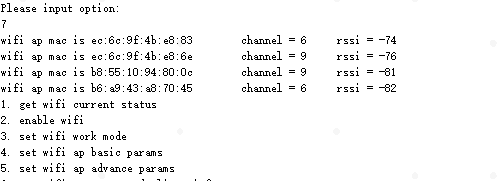 Please input option:
7
wifi ap mac is ec:6c:9f:4b:e8:83 channel = 6 rssi = -74
wifi ap mac is ec:6c:9f:4b:e8:6e channel = 9 rssi = -76
wifi ap mac is b8:55:10:94:80:0c channel = 9 rssi = -81
wifi ap mac is b6:a9:43:a8:70:45 channel = 6 rssi = -82
1. get wifi current status
2. enable wifi
3. set wifi work mode
4. set wifi ap basic params
5. set wifi ap advance params